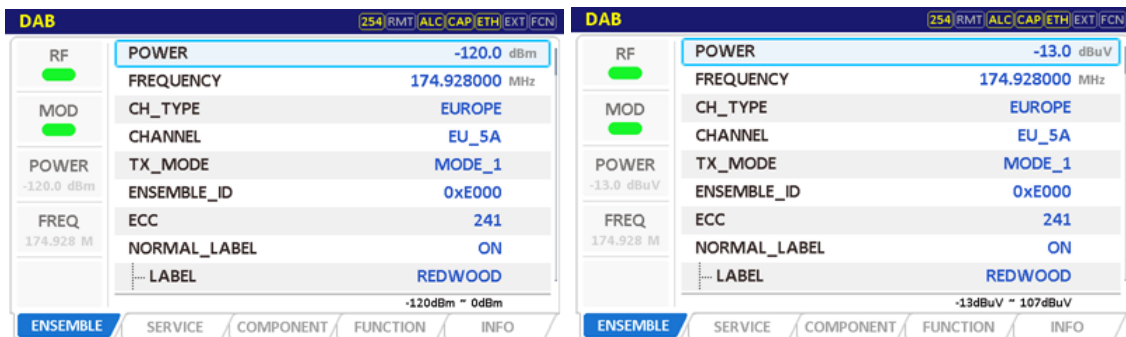 DAB 254 RMT ALC CAP ETH EXT FCN
RF
MOD
POWER
-120.0 dBm
FREQ
174.928 M
POWER -120.0 dBm
FREQUENCY 174.928000 MHz
CH_TYPE EUROPE
CHANNEL EU_5A
TX_MODE MODE_1
ENSEMBLE_ID 0xE000
ECC 241
NORMAL_LABEL ON
LABEL REDWOOD
-120dBm ~ 0dBm
ENSEMBLE SERVICE COMPONENT FUNCTION INFO
DAB 254 RMT ALC CAP ETH EXT FCN
RF
MOD
POWER
-13.0 dBuV
FREQ
174.928 M
POWER -13.0 dBuV
FREQUENCY 174.928000 MHz
CH_TYPE EUROPE
CHANNEL EU_5A
TX_MODE MODE_1
ENSEMBLE_ID 0xE000
ECC 241
NORMAL_LABEL ON
LABEL REDWOOD
-13dBuV ~ 107dBuV
ENSEMBLE SERVICE COMPONENT FUNCTION INFO